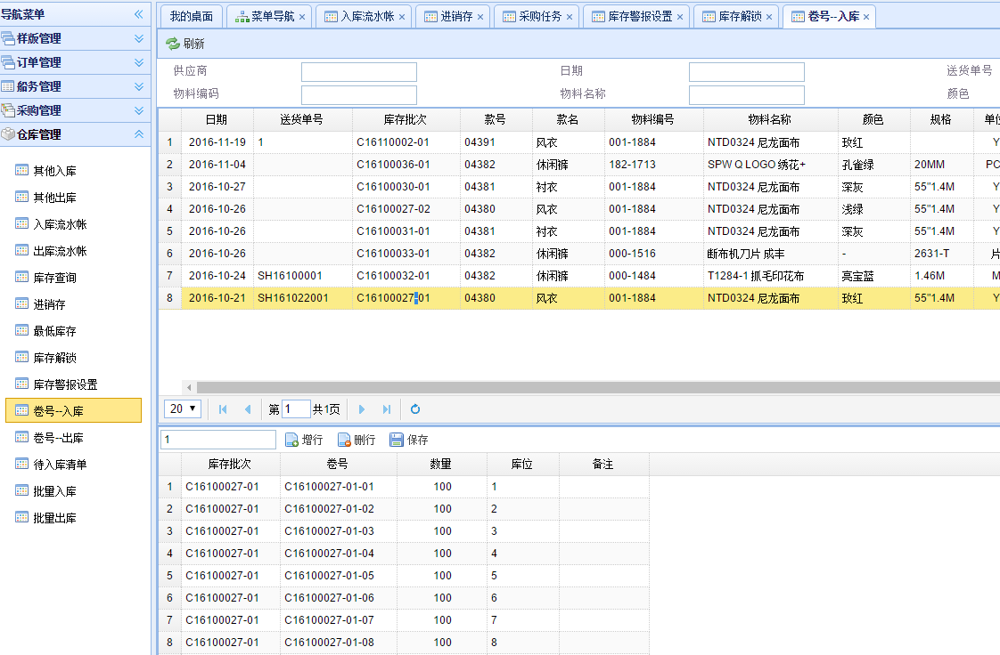 导航菜单
样版管理
订单管理
船务管理
采购管理
仓库管理
其他入库
其他出库
入库流水帐
出库流水帐
库存查询
进销存
最低库存
库存解锁
库存警报设置
卷号--入库
卷号--出库
待入库清单
批量入库
批量出库
我的桌面 菜单导航 × 入库流水帐 × 进销存 × 采购任务 × 库存警报设置 × 库存解锁 × 卷号--入库 ×
刷新
供应商 日期 送货单号
物料编码 物料名称 颜色
日期 送货单号 库存批次 款号 款名 物料编号 物料名称 颜色 规格 单位
1 2016-11-19 1 C16110002-01 04391 风衣 001-1884 NTD0324 尼龙面布 玫红 Y
2 2016-11-04 C16100036-01 04382 休闲裤 182-1713 SPW Q LOGO 绣花+ 孔雀绿 20MM PC
3 2016-10-27 C16100030-01 04381 衬衣 001-1884 NTD0324 尼龙面布 深灰 55"1.4M Y
4 2016-10-26 C16100027-02 04380 风衣 001-1884 NTD0324 尼龙面布 浅绿 55"1.4M Y
5 2016-10-26 C16100031-01 04381 衬衣 001-1884 NTD0324 尼龙面布 深灰 55"1.4M Y
6 2016-10-26 C16100033-01 04382 休闲裤 000-1516 断布机刀片 成丰 - 2631-T 片
7 2016-10-24 SH16100001 C16100032-01 04382 休闲裤 000-1484 T1284-1 抓毛印花布 亮宝蓝 1.46M M
8 2016-10-21 SH161022001 C16100027-01 04380 风衣 001-1884 NTD0324 尼龙面布 玫红 55"1.4M Y
20 第 1 共1页
1 增行 删行 保存
库存批次 卷号 数量 库位 备注
1 C16100027-01 C16100027-01-01 100 1
2 C16100027-01 C16100027-01-02 100 2
3 C16100027-01 C16100027-01-03 100 3
4 C16100027-01 C16100027-01-04 100 4
5 C16100027-01 C16100027-01-05 100 5
6 C16100027-01 C16100027-01-06 100 6
7 C16100027-01 C16100027-01-07 100 7
8 C16100027-01 C16100027-01-08 100 8